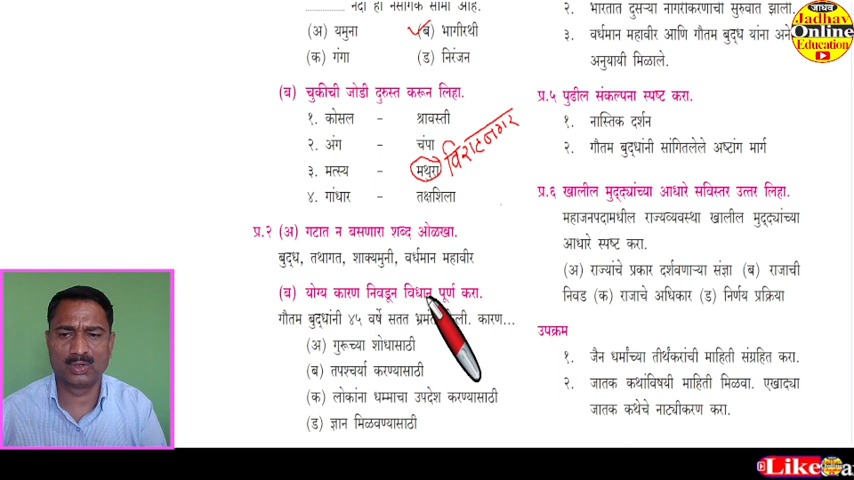 ............ नदी ही नैसर्गिक सीमा आहे.
(अ) यमुना (ब) भागीरथी
(क) गंगा (ड) निरंजन
(ब) चुकीची जोडी दुरुस्त करून लिहा.
१. कोसल – श्रावस्ती
२. अंग – चंपा
३. मत्स्य – मथुरा विराटनगर
४. गांधार – तक्षशिला
प्र.२ (अ) गटात न बसणारा शब्द ओळखा.
बुद्ध, तथागत, शाक्यमुनी, वर्धमान महावीर
(ब) योग्य कारण निवडून विधान पूर्ण करा.
गौतम बुद्धांनी ४५ वर्षे सतत कारण...
(अ) गुरूच्या शोधासाठी
(ब) तपश्चर्या करण्यासाठी
(क) लोकांना धम्माचा उपदेश करण्यासाठी
(ड) ज्ञान मिळवण्यासाठी
२. भारतात दुसऱ्या नागरीकरणाची सुरुवात झाली.
३. वर्धमान महावीर आणि गौतम बुद्ध यांना अने
अनुयायी मिळाले.
प्र.५ पुढील संकल्पना स्पष्ट करा.
१. नास्तिक दर्शन
२. गौतम बुद्धांनी सांगितलेले अष्टांग मार्ग
प्र.६ खालील मुद्द्यांच्या आधारे सविस्तर उत्तर लिहा.
महाजनपदामधील राज्यव्यवस्था खालील मुद्द्यांच्या
आधारे स्पष्ट करा.
(अ) राज्यांचे प्रकार दर्शवणाऱ्या संज्ञा (ब) राजाची
निवड (क) राजाचे अधिकार (ड) निर्णय प्रक्रिया
उपक्रम
१. जैन धर्मांच्या तीर्थंकरांची माहिती संग्रहित करा.
२. जातक कथांविषयी माहिती मिळवा. एखाद्या
जातक कथेचे नाट्यीकरण करा.
जाधव
Jadhav
Online
Education
Like